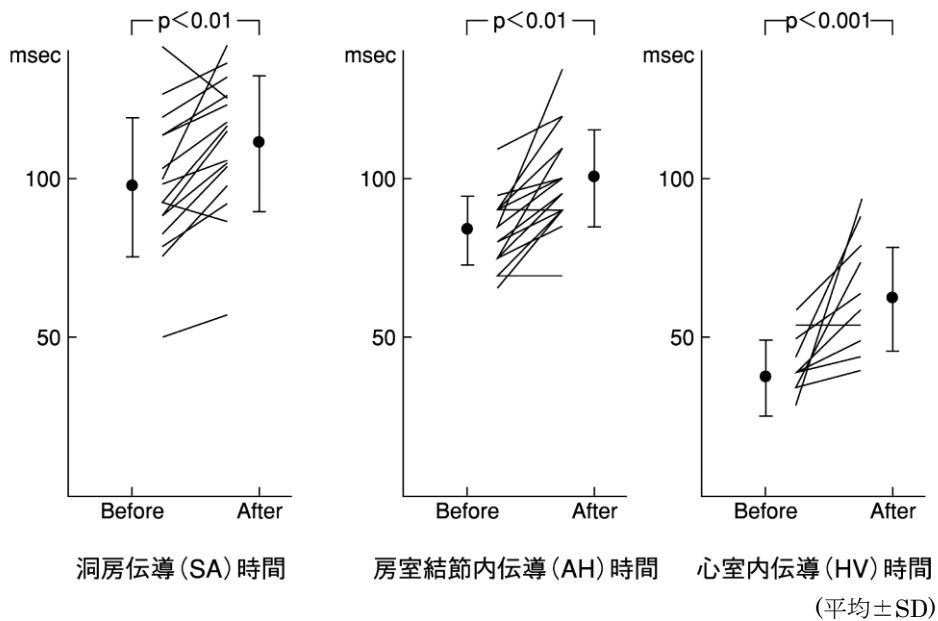 p<0.01
msec
100
50
Before After
洞房伝導(SA)時間
p<0.01
msec
100
50
Before After
房室結節内伝導(AH)時間
p<0.001
msec
100
50
Before After
心室内伝導(HV)時間
(平均±SD)